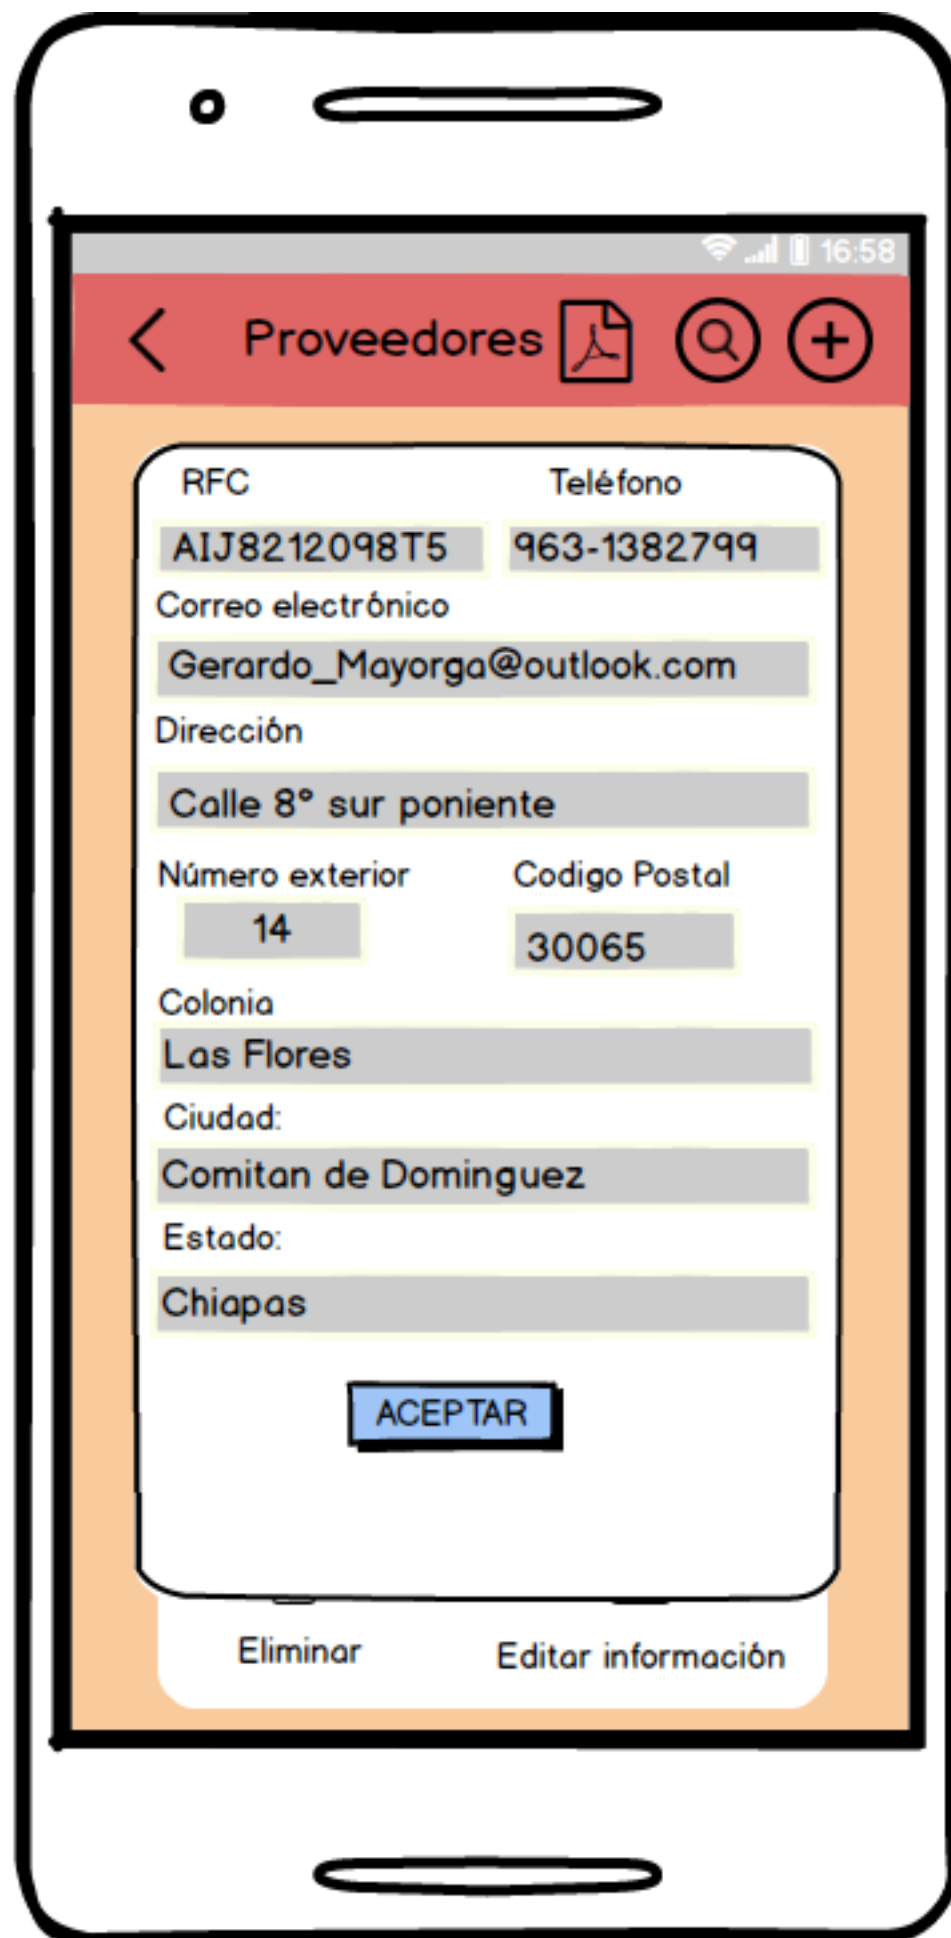 16:58
Proveedores
RFC Teléfono
AIJ8212098T5 963-1382799
Correo electrónico
Gerardo_Mayorga@outlook.com
Dirección
Calle 8° sur poniente
Número exterior Codigo Postal
14 30065
Colonia
Las Flores
Ciudad:
Comitan de Dominguez
Estado:
Chiapas
ACEPTAR
Eliminar Editar información